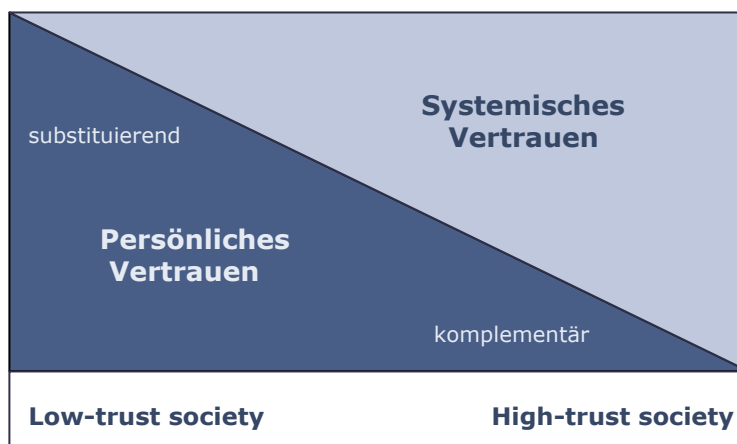 Systemisches
Vertrauen
substituierend
Persönliches
Vertrauen
komplementär
Low-trust society
High-trust society